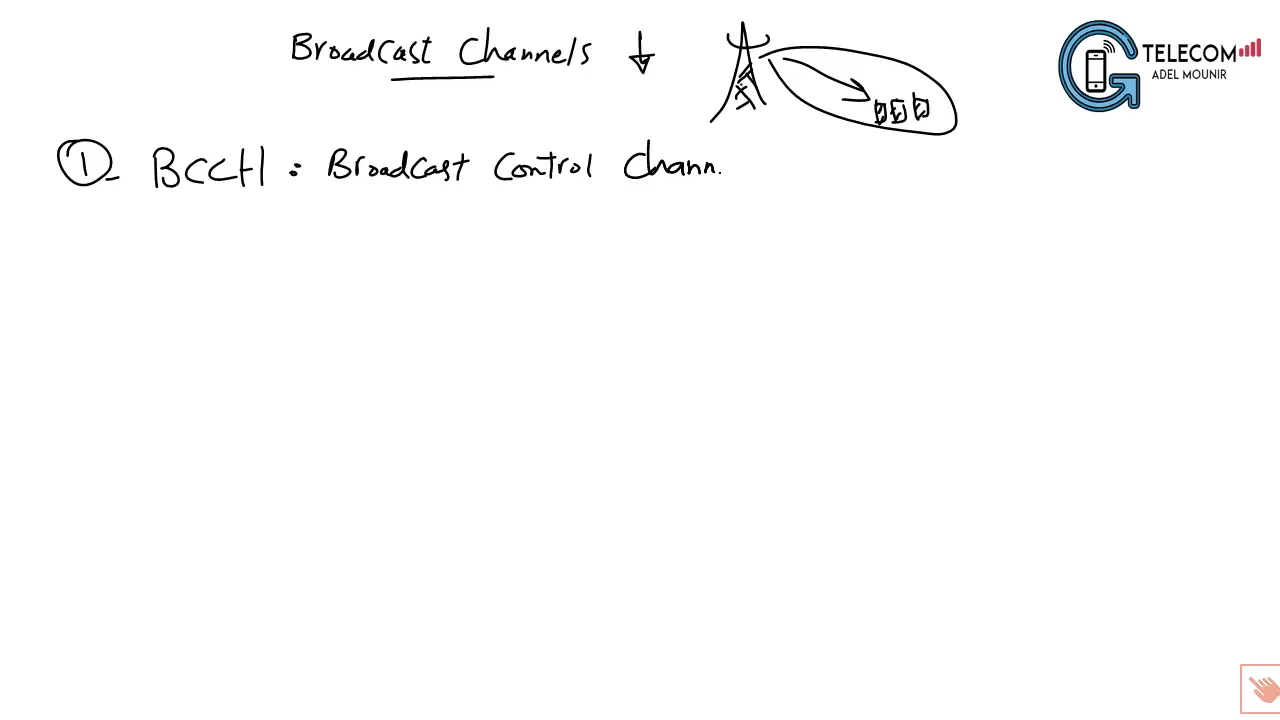 BroadCast Channels ↓
TELECOM
ADEL MOUNIR
1- BCCH : BroadCast Control Chann